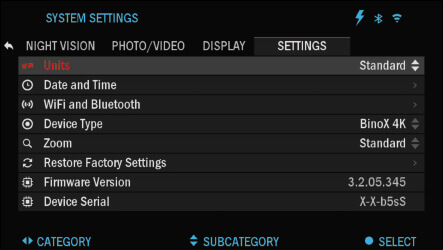 SYSTEM SETTINGS
NIGHT VISION PHOTO/VIDEO DISPLAY SETTINGS
Units Standard
Date and Time
WiFi and Bluetooth
Device Type BinoX 4K
Zoom Standard
Restore Factory Settings
Firmware Version 3.2.05.345
Device Serial X-X-b5sS
CATEGORY SUBCATEGORY SELECT